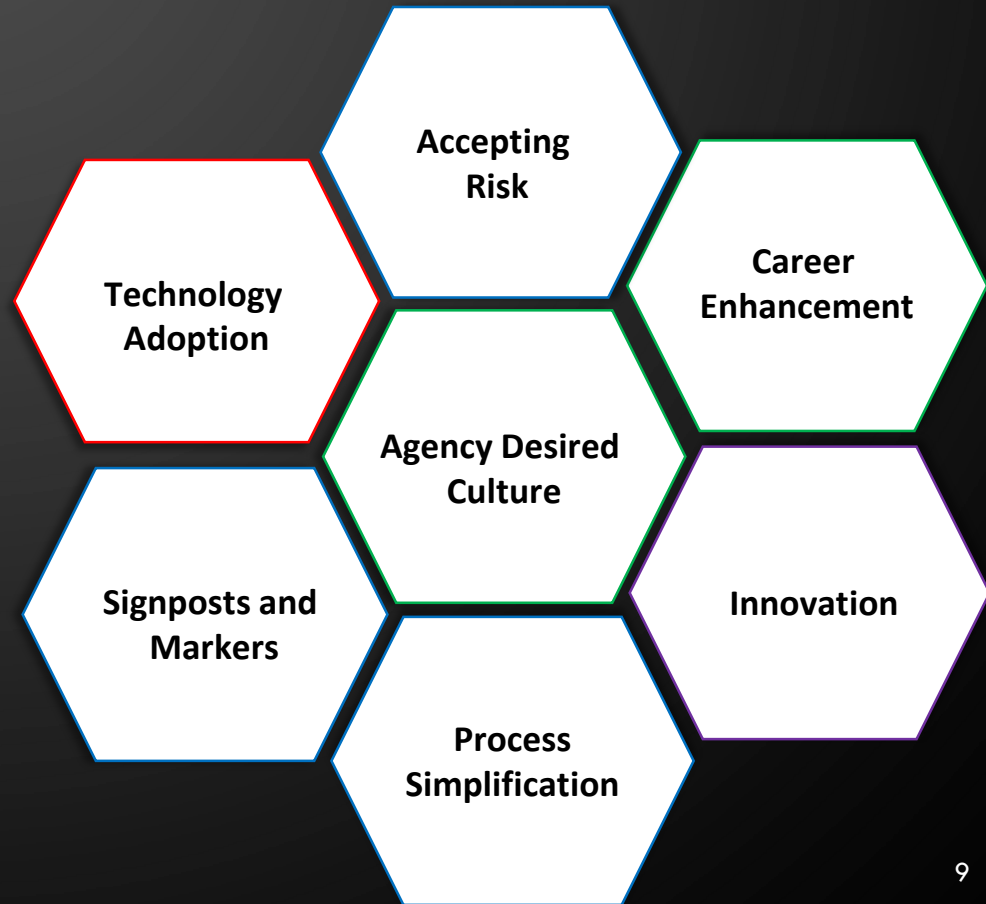 Accepting
Risk
Technology
Adoption
Career
Enhancement
Agency Desired
Culture
Signposts and
Markers
Innovation
Process
Simplification
9